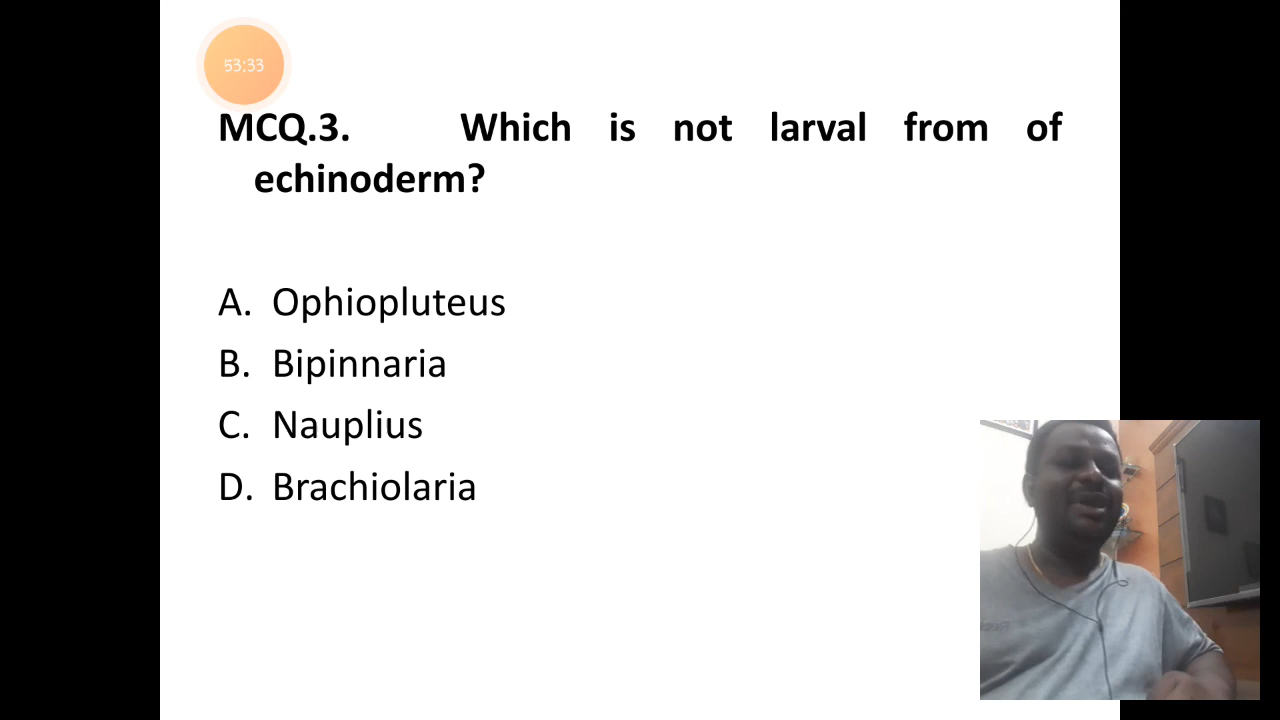 53:33
MCQ.3. Which is not larval from of
echinoderm?
A. Ophiopluteus
B. Bipinnaria
C. Nauplius
D. Brachiolaria